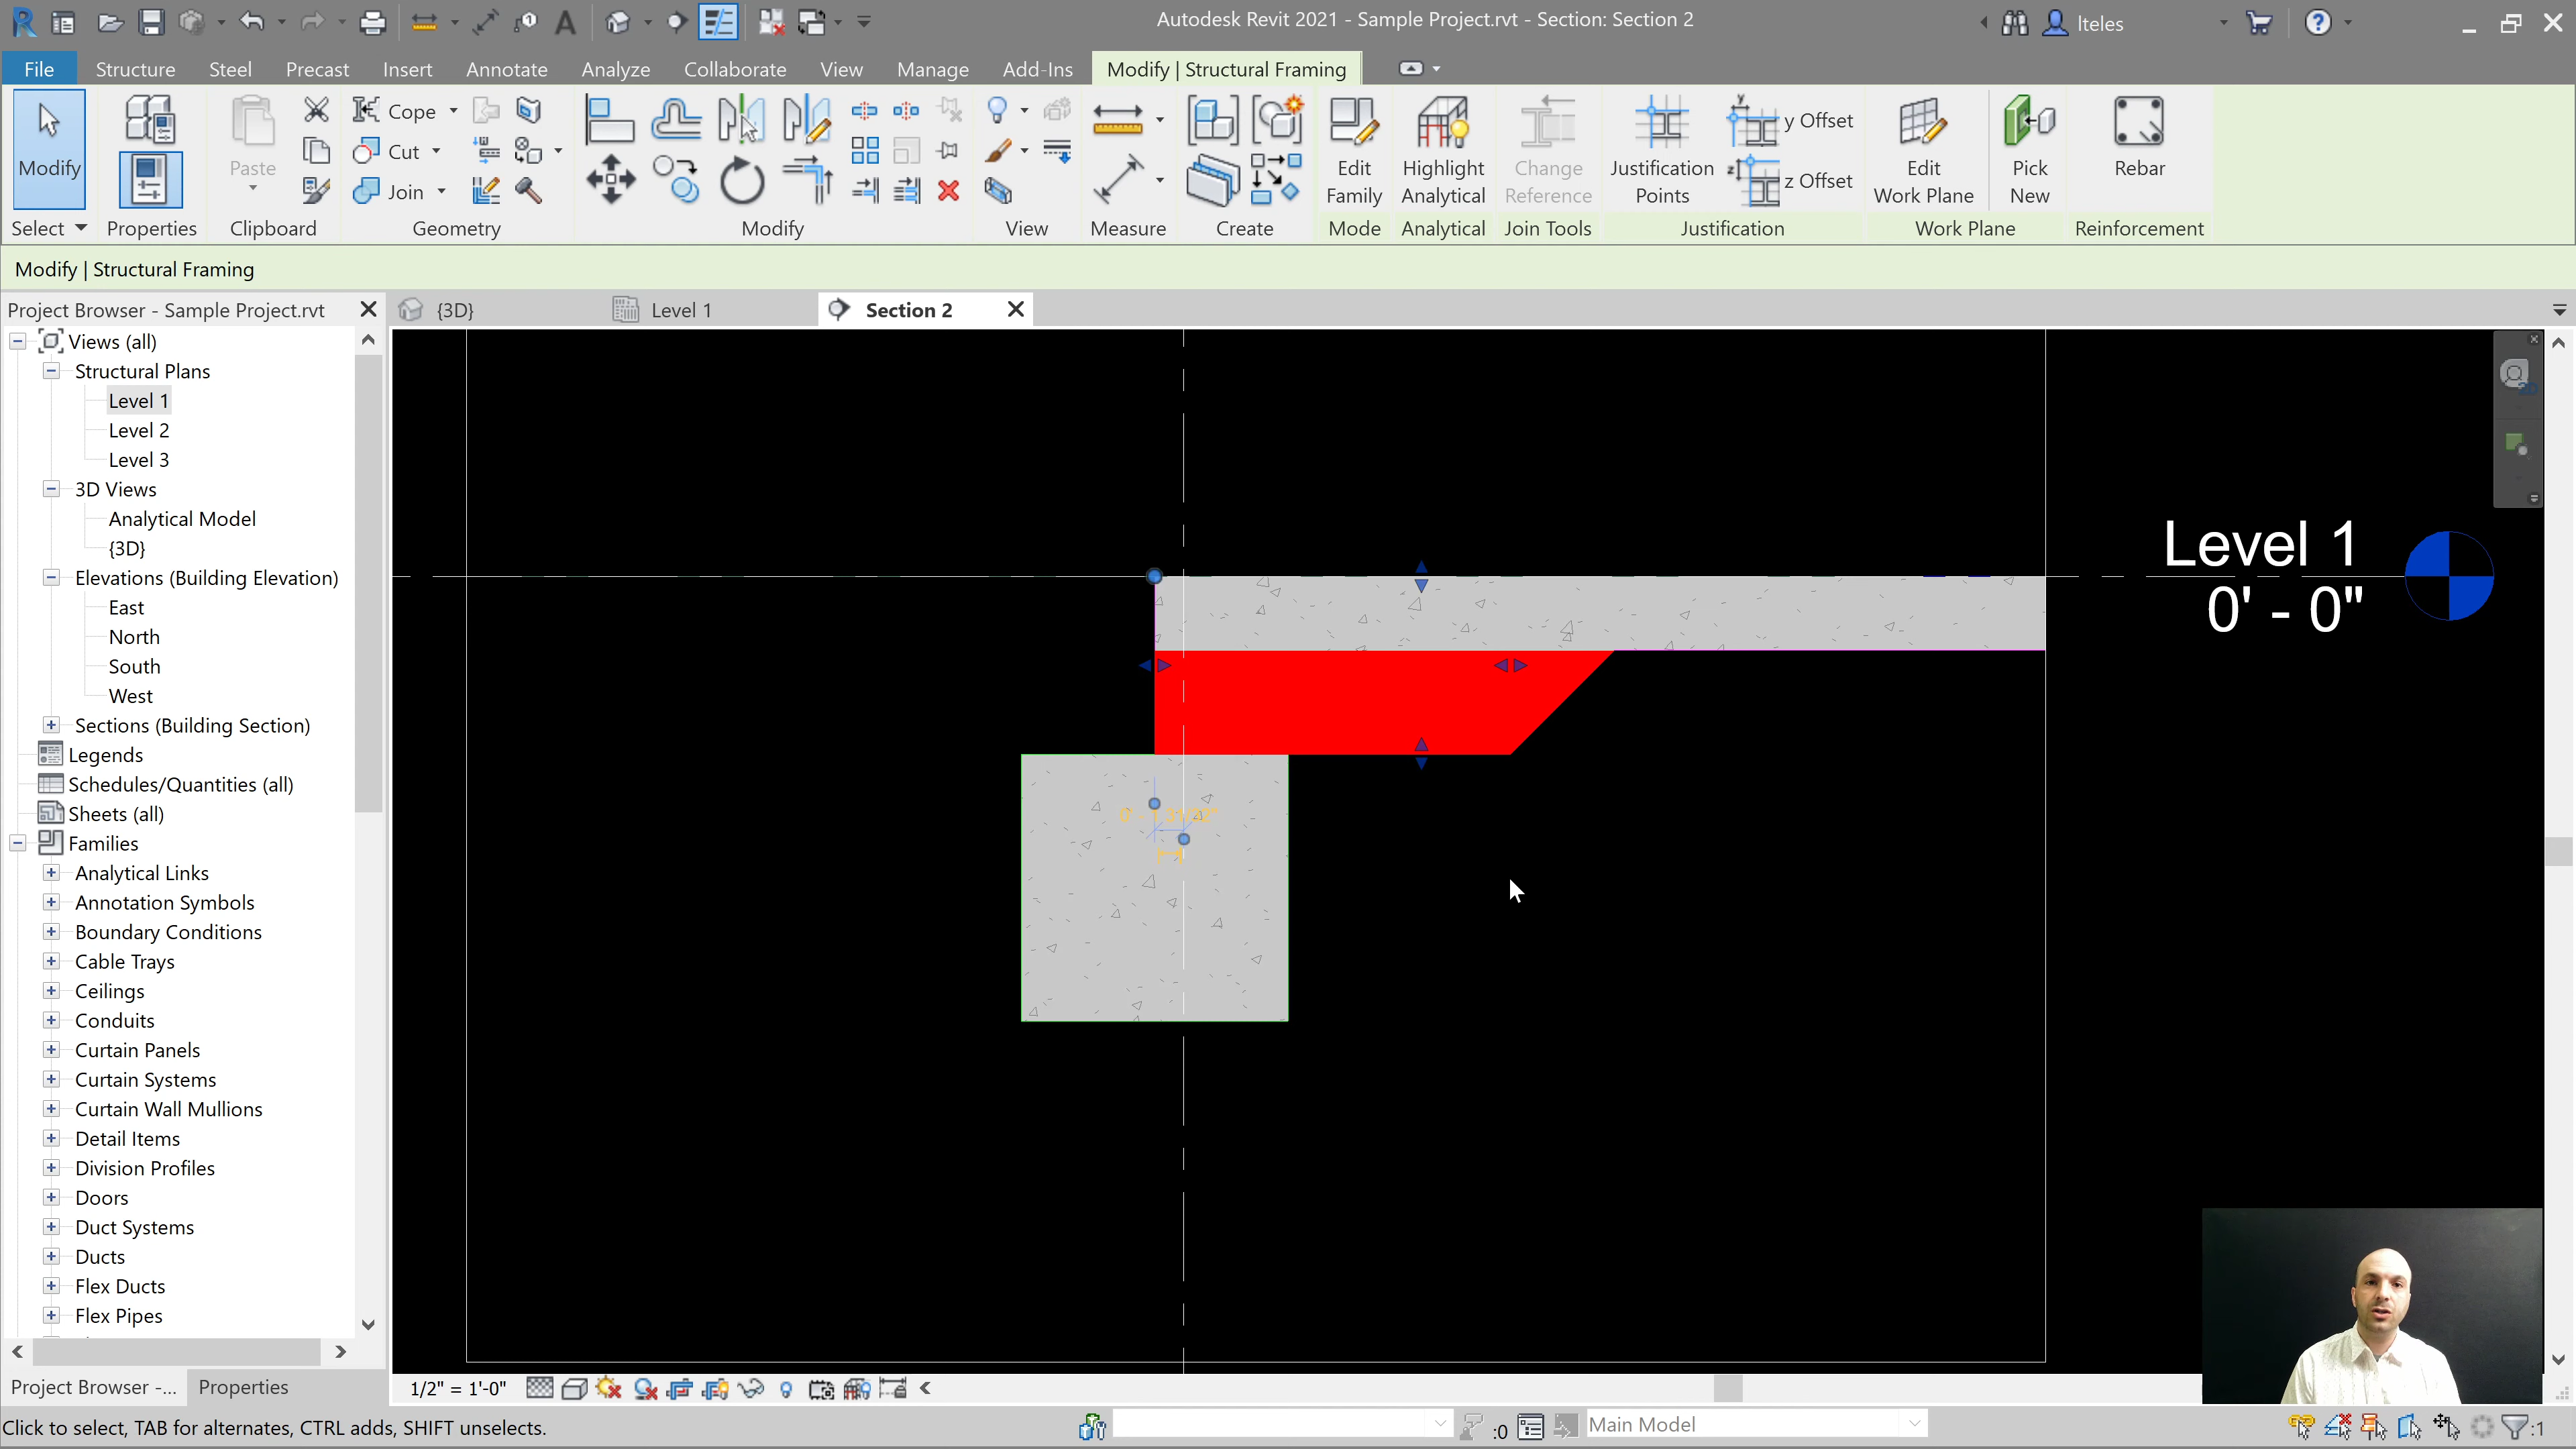 Autodesk Revit 2021 - Sample Project.rvt - Section: Section 2
lteles
File Structure Steel Precast Insert Annotate Analyze Collaborate View Manage Add-Ins Modify | Structural Framing
Modify
Paste
Cope
Cut
Join
Edit Family
Highlight Analytical
Change Reference
Justification Points
y Offset
z Offset
Edit Work Plane
Pick New
Rebar
Select Properties Clipboard Geometry Modify View Measure Create Mode Analytical Join Tools Justification Work Plane Reinforcement
Modify | Structural Framing
Project Browser - Sample Project.rvt
{3D}
Level 1
Section 2
Views (all)
Structural Plans
Level 1
Level 2
Level 3
3D Views
Analytical Model
{3D}
Elevations (Building Elevation)
East
North
South
West
Sections (Building Section)
Legends
Schedules/Quantities (all)
Sheets (all)
Families
Analytical Links
Annotation Symbols
Boundary Conditions
Cable Trays
Ceilings
Conduits
Curtain Panels
Curtain Systems
Curtain Wall Mullions
Detail Items
Division Profiles
Doors
Duct Systems
Ducts
Flex Ducts
Flex Pipes
Level 1
0' - 0"
Project Browser -...
Properties
1/2" = 1'-0"
Click to select, TAB for alternates, CTRL adds, SHIFT unselects.
:0
Main Model
:1